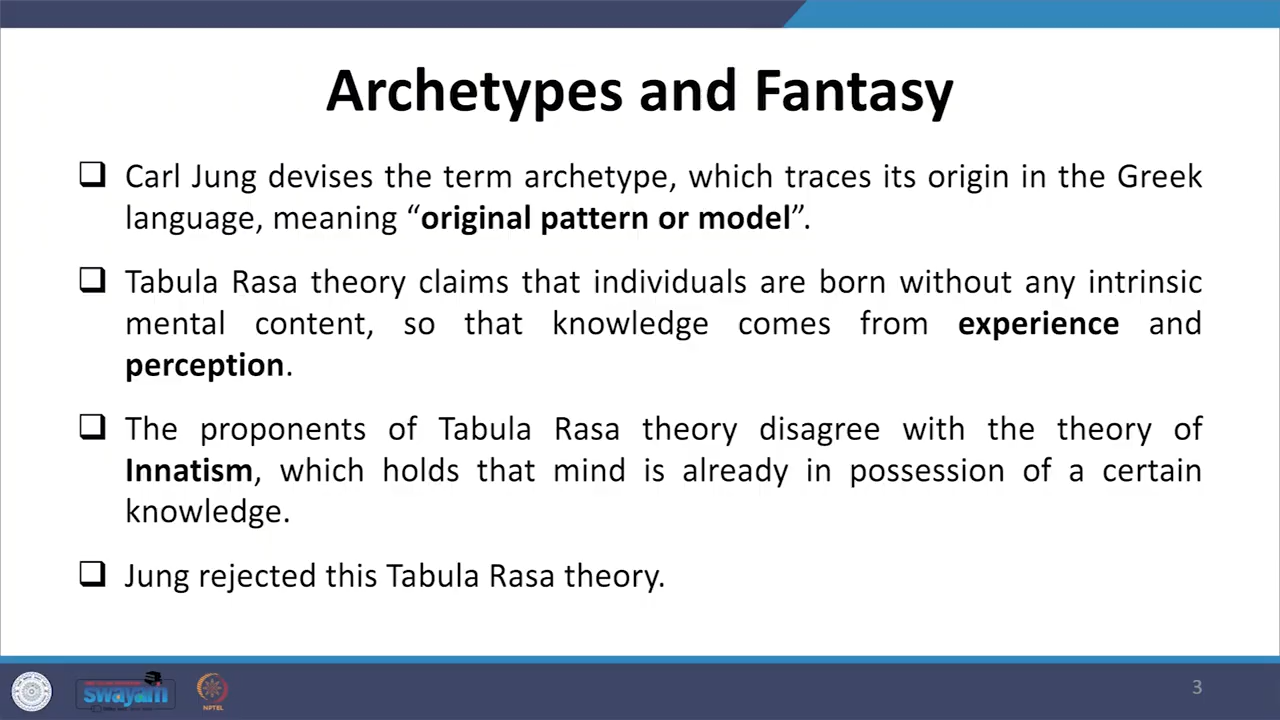 Archetypes and Fantasy
❑ Carl Jung devises the term archetype, which traces its origin in the Greek
language, meaning “original pattern or model”.
❑ Tabula Rasa theory claims that individuals are born without any intrinsic
mental content, so that knowledge comes from experience and
perception.
❑ The proponents of Tabula Rasa theory disagree with the theory of
Innatism, which holds that mind is already in possession of a certain
knowledge.
❑ Jung rejected this Tabula Rasa theory.
swayam
NPTEL
3